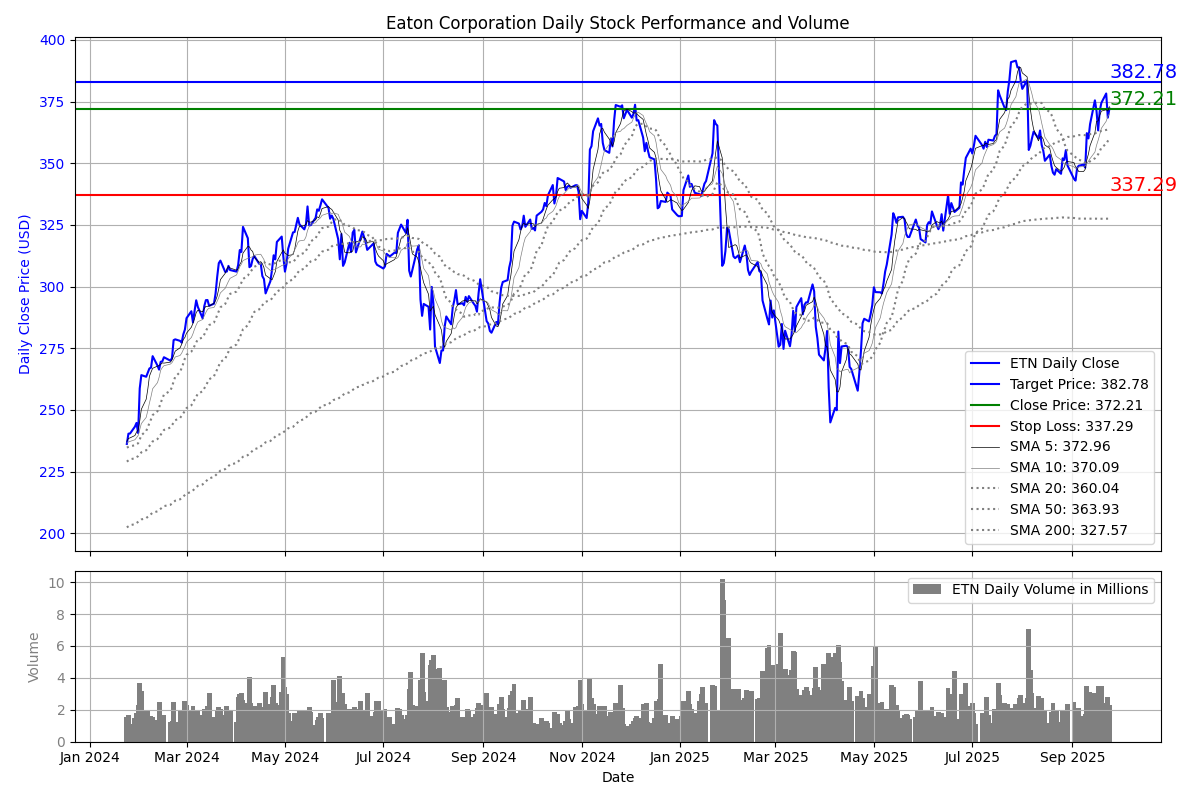 Eaton Corporation Daily Stock Performance and Volume
400
375
350
325
300
275
250
225
200
Daily Close Price (USD)
382.78
372.21
337.29
ETN Daily Close
Target Price: 382.78
Close Price: 372.21
Stop Loss: 337.29
SMA 5: 372.96
SMA 10: 370.09
SMA 20: 360.04
SMA 50: 363.93
SMA 200: 327.57
10
8
6
4
2
0
Volume
ETN Daily Volume in Millions
Jan 2024 Mar 2024 May 2024 Jul 2024 Sep 2024 Nov 2024 Jan 2025 Mar 2025 May 2025 Jul 2025 Sep 2025
Date